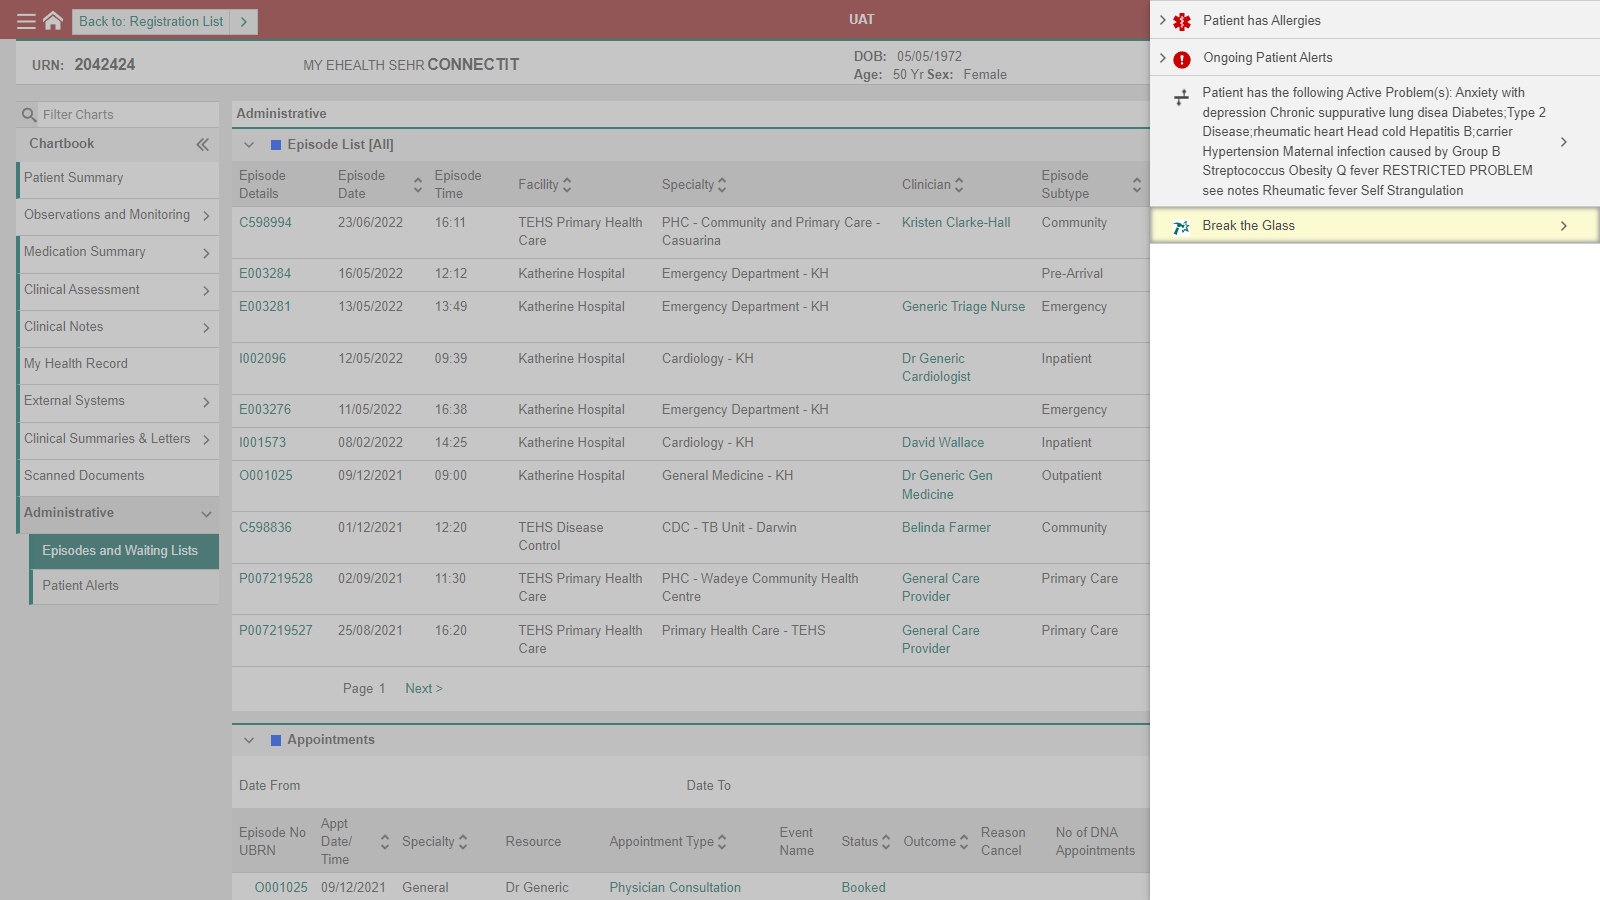 Back to: Registration List
UAT
URN: 2042424
MY EHEALTH SEHR CONNECTIT
DOB: 05/05/1972
Age: 50 Yr Sex: Female
Filter Charts
Chartbook
Patient Summary
Observations and Monitoring
Medication Summary
Clinical Assessment
Clinical Notes
My Health Record
External Systems
Clinical Summaries & Letters
Scanned Documents
Administrative
Episodes and Waiting Lists
Patient Alerts
Administrative
Episode List [All]
Episode Details
Episode Date
Episode Time
Facility
Specialty
Clinician
Episode Subtype
C598994 23/06/2022 16:11 TEHS Primary Health Care PHC - Community and Primary Care - Casuarina Kristen Clarke-Hall Community
E003284 16/05/2022 12:12 Katherine Hospital Emergency Department - KH Pre-Arrival
E003281 13/05/2022 13:49 Katherine Hospital Emergency Department - KH Generic Triage Nurse Emergency
I002096 12/05/2022 09:39 Katherine Hospital Cardiology - KH Dr Generic Cardiologist Inpatient
E003276 11/05/2022 16:38 Katherine Hospital Emergency Department - KH Emergency
I001573 08/02/2022 14:25 Katherine Hospital Cardiology - KH David Wallace Inpatient
O001025 09/12/2021 09:00 Katherine Hospital General Medicine - KH Dr Generic Gen Medicine Outpatient
C598836 01/12/2021 12:20 TEHS Disease Control CDC - TB Unit - Darwin Belinda Farmer Community
P007219528 02/09/2021 11:30 TEHS Primary Health Care PHC - Wadeye Community Health Centre General Care Provider Primary Care
P007219527 25/08/2021 16:20 TEHS Primary Health Care Primary Health Care - TEHS General Care Provider Primary Care
Page 1 Next >
Appointments
Date From
Date To
Episode No UBRN
Appt Date/ Time
Specialty
Resource
Appointment Type
Event Name
Status
Outcome
Reason Cancel
No of DNA Appointments
O001025 09/12/2021 General Dr Generic Physician Consultation Booked
Patient has Allergies
Ongoing Patient Alerts
Patient has the following Active Problem(s): Anxiety with
depression Chronic suppurative lung disea Diabetes;Type 2
Disease;rheumatic heart Head cold Hepatitis B;carrier
Hypertension Maternal infection caused by Group B
Streptococcus Obesity Q fever RESTRICTED PROBLEM
see notes Rheumatic fever Self Strangulation
Break the Glass